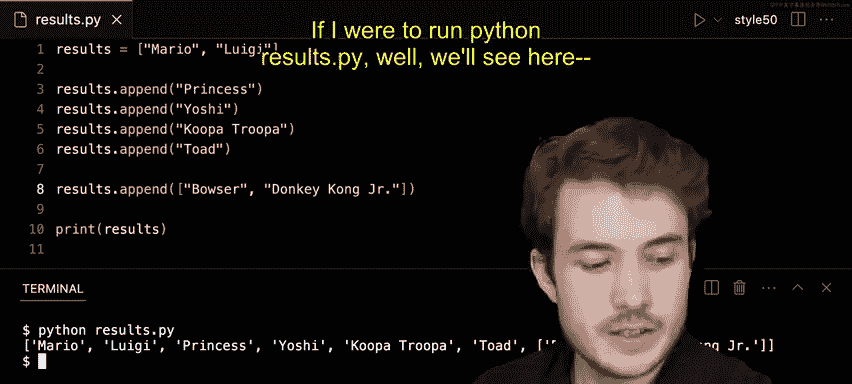 results.py
style50
If I were to run python
results.py, well, we'll see here--
1 results = ["Mario", "Luigi"]
2
3 results.append("Princess")
4 results.append("Yoshi")
5 results.append("Koopa Troopa")
6 results.append("Toad")
7
8 results.append(["Bowser", "Donkey Kong Jr."])
9
10 print(results)
11
TERMINAL
$ python results.py
['Mario', 'Luigi', 'Princess', 'Yoshi', 'Koopa Troopa', 'Toad', [' Jr.']]
$